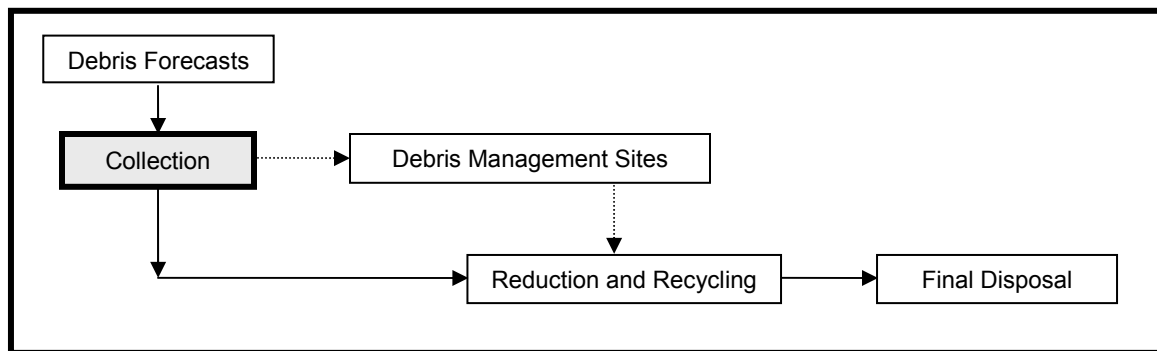 Debris Forecasts
Collection
Debris Management Sites
Reduction and Recycling
Final Disposal